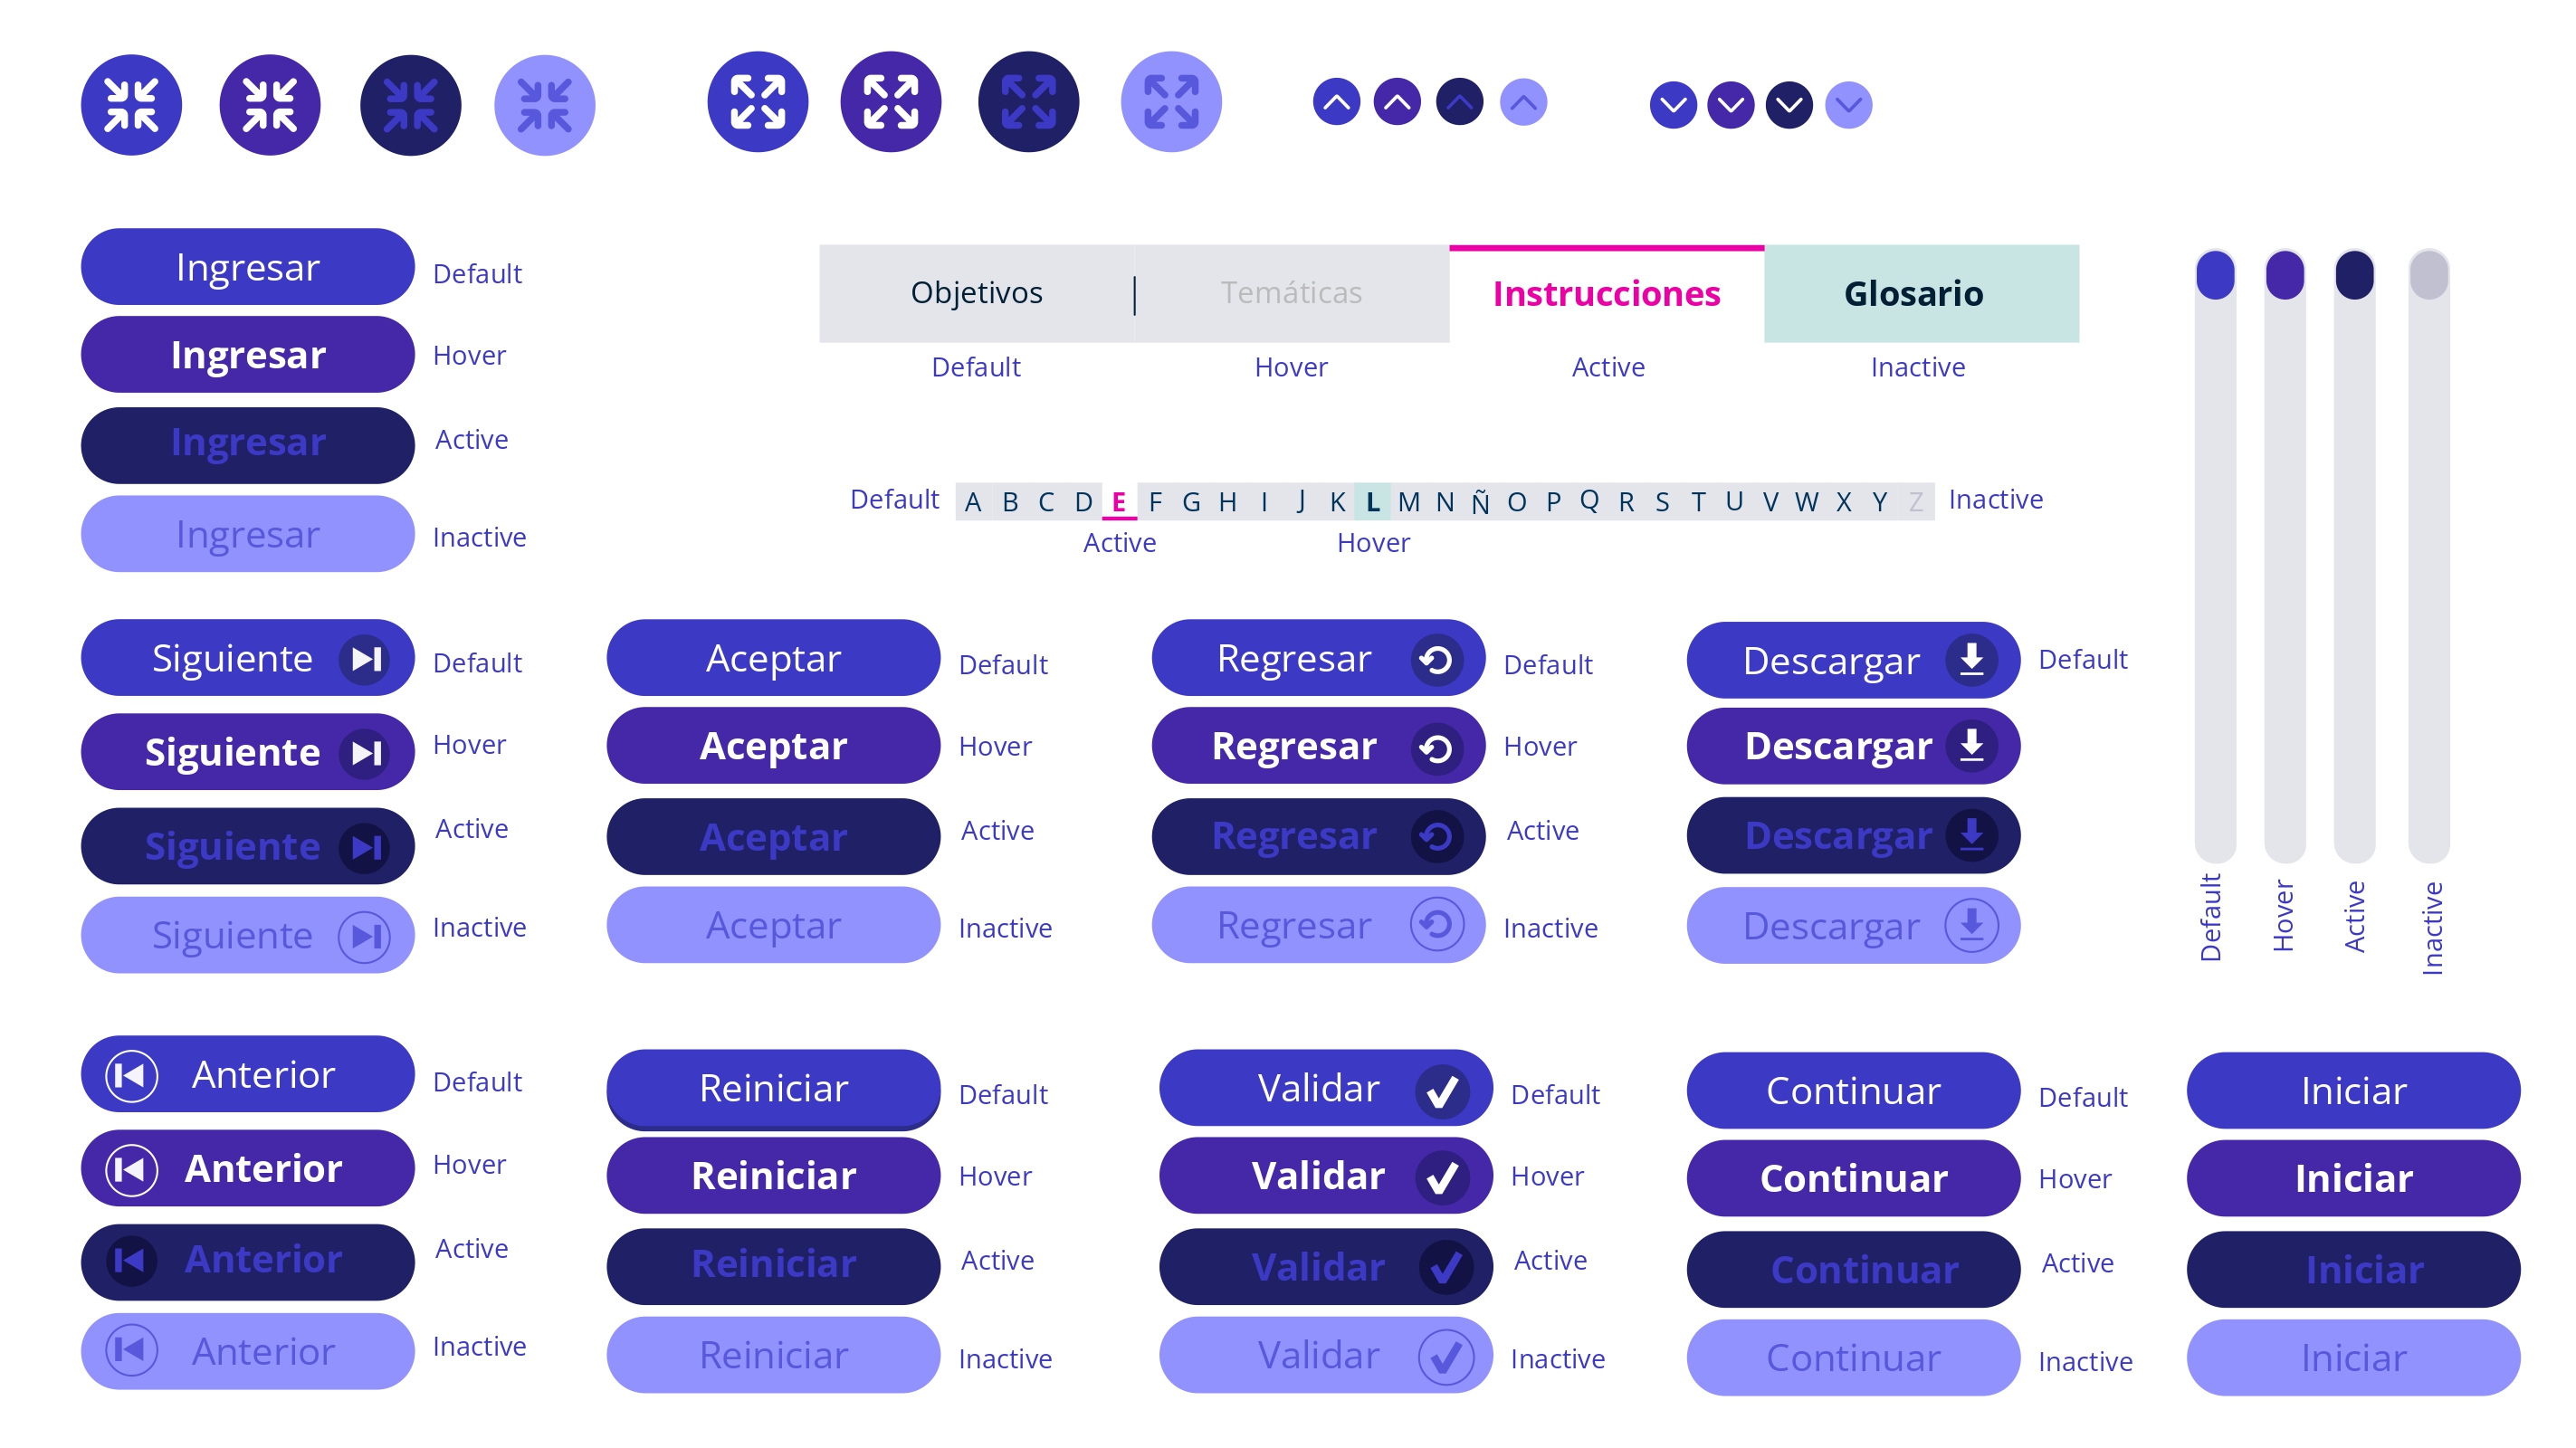 Ingresar Default
Ingresar Hover
Ingresar Active
Ingresar Inactive
Objetivos | Temáticas Instrucciones Glosario
Default Hover Active Inactive
Default A B C D E F G H I J K L M N Ñ O P Q R S T U V W X Y Z Inactive
Active Hover
Siguiente Default
Siguiente Hover
Siguiente Active
Siguiente Inactive
Aceptar Default
Aceptar Hover
Aceptar Active
Aceptar Inactive
Regresar Default
Regresar Hover
Regresar Active
Regresar Inactive
Descargar Default
Descargar
Descargar
Descargar
Default
Hover
Active
Inactive
Anterior Default
Anterior Hover
Anterior Active
Anterior Inactive
Reiniciar Default
Reiniciar Hover
Reiniciar Active
Reiniciar Inactive
Validar Default
Validar Hover
Validar Active
Validar Inactive
Continuar Default
Continuar Hover
Continuar Active
Continuar Inactive
Iniciar
Iniciar
Iniciar
Iniciar